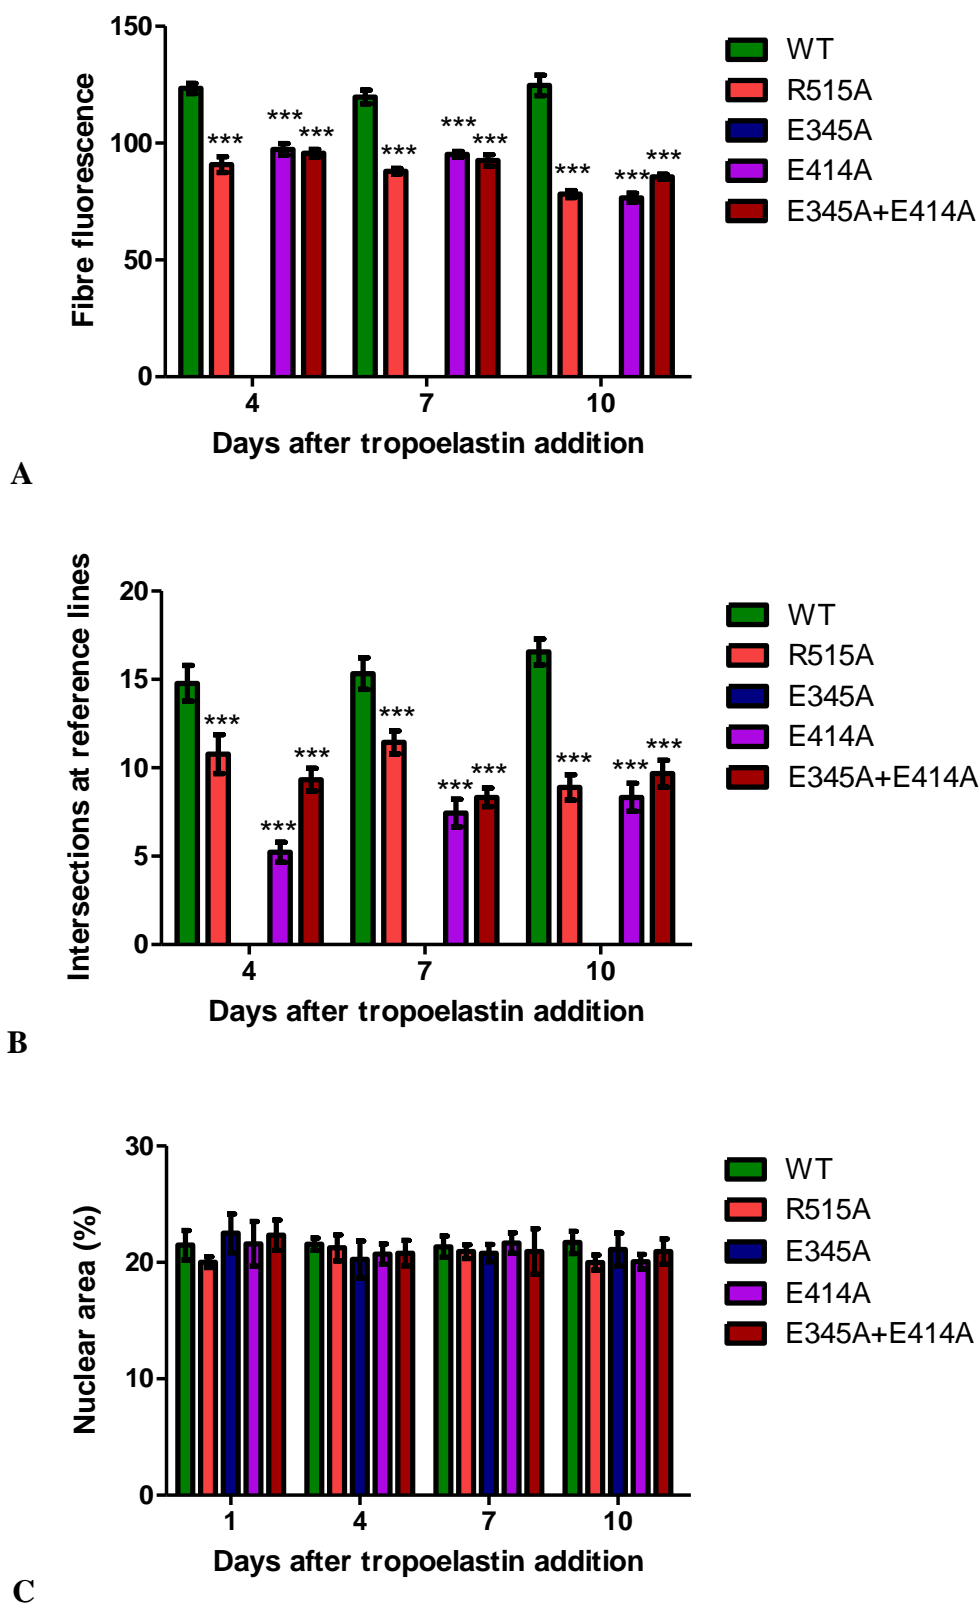 150
100
50
0
Fibre fluorescence
*** *** ***
*** *** ***
*** *** ***
4 7 10
Days after tropoelastin addition
WT
R515A
E345A
E414A
E345A+E414A
A
20
15
10
5
0
Intersections at reference lines
*** *** ***
*** *** ***
*** *** ***
4 7 10
Days after tropoelastin addition
WT
R515A
E345A
E414A
E345A+E414A
B
30
20
10
0
Nuclear area (%)
1 4 7 10
Days after tropoelastin addition
WT
R515A
E345A
E414A
E345A+E414A
C